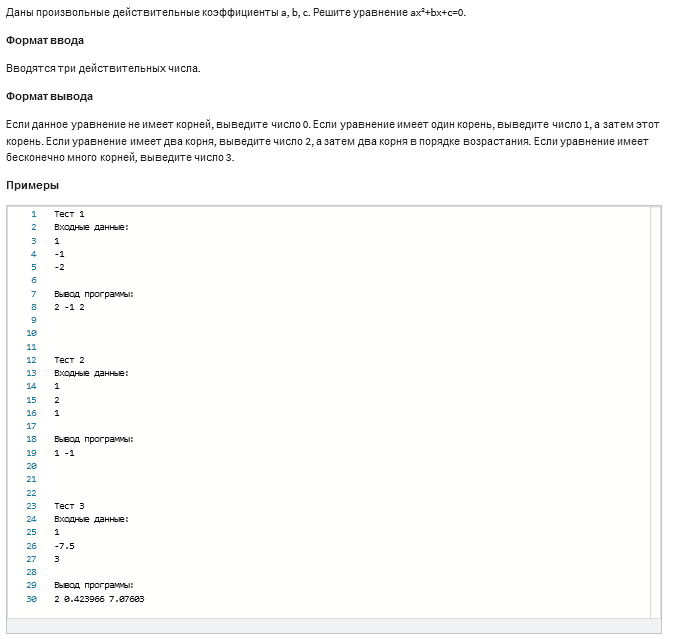 Даны произвольные действительные коэффициенты a, b, c. Решите уравнение ax²+bx+c=0.
Формат ввода
Вводятся три действительных числа.
Формат вывода
Если данное уравнение не имеет корней, выведите число 0. Если уравнение имеет один корень, выведите число 1, а затем этот
корень. Если уравнение имеет два корня, выведите число 2, а затем два корня в порядке возрастания. Если уравнение имеет
бесконечно много корней, выведите число 3.
Примеры
1 Тест 1
2 Входные данные:
3 1
4 -1
5 -2
6
7 Вывод программы:
8 2 -1 2
9
10
11
12 Тест 2
13 Входные данные:
14 1
15 2
16 1
17
18 Вывод программы:
19 1 -1
20
21
22
23 Тест 3
24 Входные данные:
25 1
26 -7.5
27 3
28
29 Вывод программы:
30 2 0.423966 7.07603